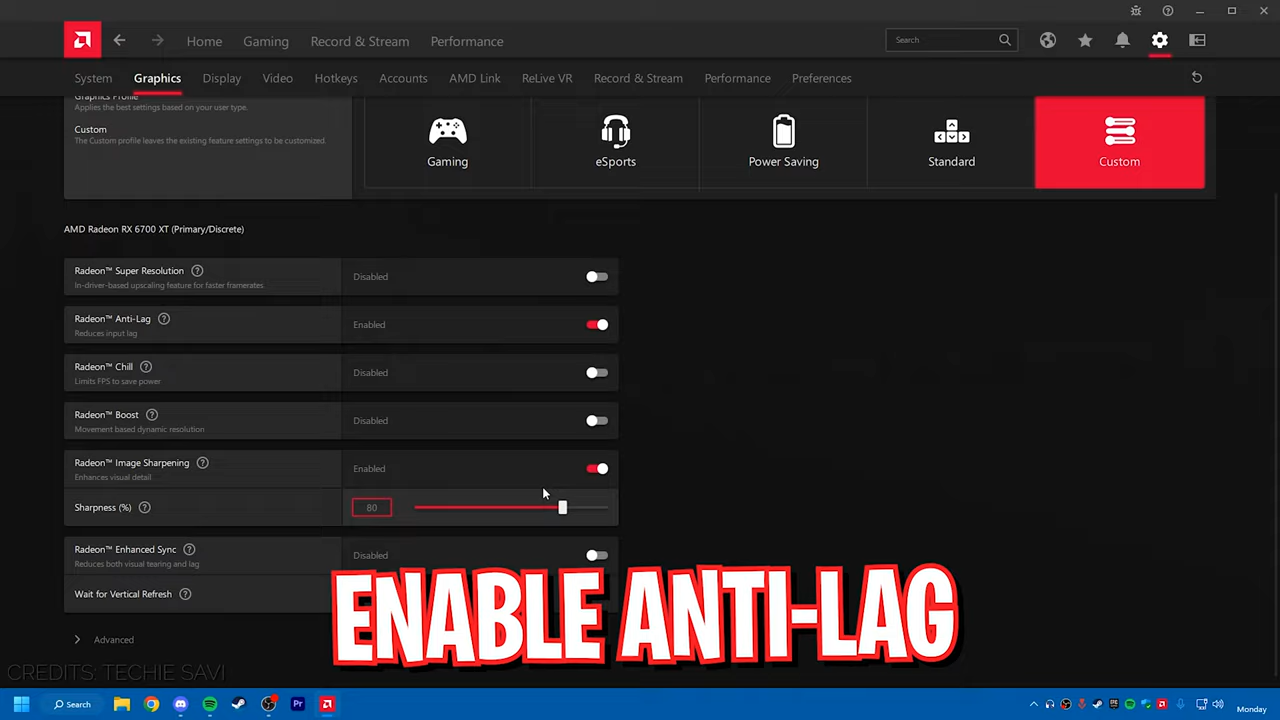 Home
Gaming
Record & Stream
Performance
Search
System
Graphics
Display
Video
Hotkeys
Accounts
AMD Link
ReLive VR
Record & Stream
Performance
Preferences
Graphics Profile
Applies the best settings based on your user type.
Custom
The Custom profile leaves the existing feature settings to be customized.
Gaming
eSports
Power Saving
Standard
Custom
AMD Radeon RX 6700 XT (Primary/Discrete)
Radeon™ Super Resolution
In-driver-based upscaling feature for faster framerates.
Disabled
Radeon™ Anti-Lag
Reduces input lag
Enabled
Radeon™ Chill
Limits FPS to save power
Disabled
Radeon™ Boost
Movement based dynamic resolution
Disabled
Radeon™ Image Sharpening
Enhances visual detail
Enabled
Sharpness (%)
80
Radeon™ Enhanced Sync
Reduces both visual tearing and lag
Disabled
Wait for Vertical Refresh
ENABLE ANTI-LAG
Advanced
CREDITS: TECHIE SAVI
Search
Pr
Monday